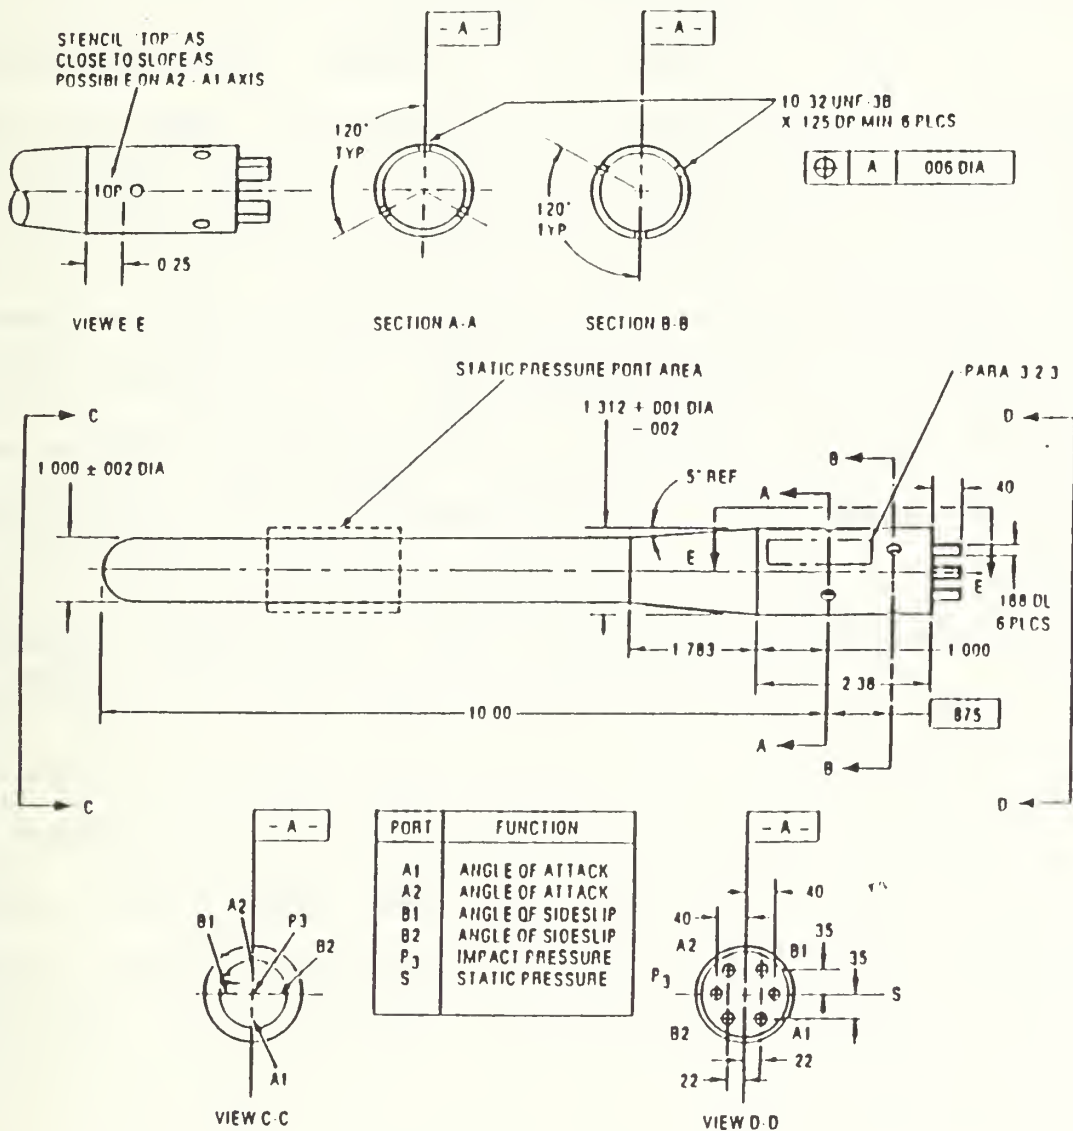 - A -
- A -
STENCIL "TOP" AS
CLOSE TO SLOPE AS
POSSIBLE ON A2 - A1 AXIS
120°
TYP
10 32 UNF-3B
X 125 DP MIN 6 PLCS
A 006 DIA
TOP
120°
TYP
0 25
VIEW E E
SECTION A-A
SECTION B-B
STATIC PRESSURE PORT AREA
PARA 3 2 3
C
1 312 + 001 DIA
- 002
D
1 000 ± 002 DIA
5° REF
B
A
40
E
E
188 DL
6 PLCS
1 783
1 000
2 38
10 00
875
A
B
C
D
- A -
PORT FUNCTION
A1 ANGLE OF ATTACK
A2 ANGLE OF ATTACK
B1 ANGLE OF SIDESLIP
B2 ANGLE OF SIDESLIP
P3 IMPACT PRESSURE
S STATIC PRESSURE
- A -
A2
B1
P3
B2
A1
VIEW C-C
40
40
35
35
A2
B1
P3
S
B2
A1
22
22
VIEW D-D